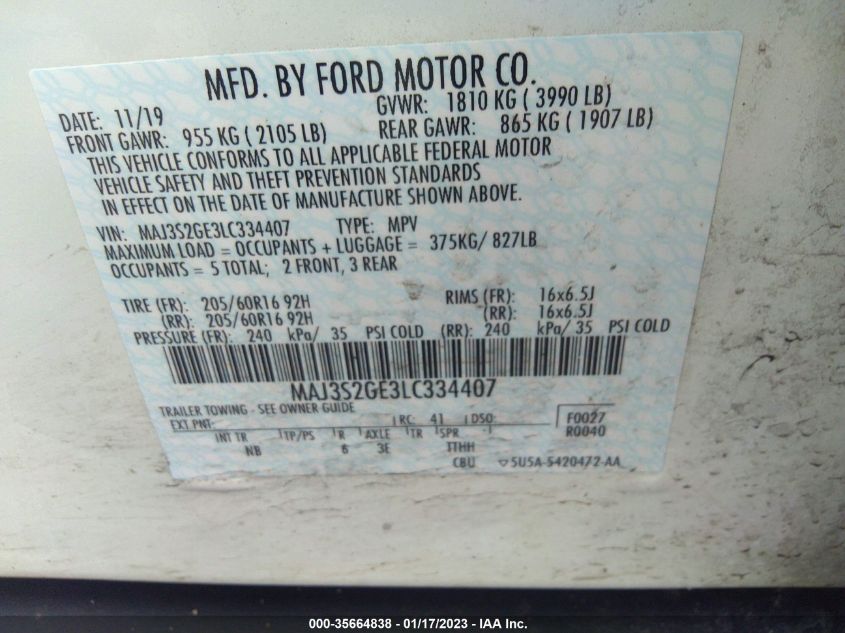 MFD. BY FORD MOTOR CO.
DATE: 11/19 GVWR: 1810 KG ( 3990 LB)
FRONT GAWR: 955 KG ( 2105 LB) REAR GAWR: 865 KG ( 1907 LB)
THIS VEHICLE CONFORMS TO ALL APPLICABLE FEDERAL MOTOR
VEHICLE SAFETY AND THEFT PREVENTION STANDARDS
IN EFFECT ON THE DATE OF MANUFACTURE SHOWN ABOVE.
VIN: MAJ3S2GE3LC334407 TYPE: MPV
MAXIMUM LOAD = OCCUPANTS + LUGGAGE = 375KG/ 827LB
OCCUPANTS = 5 TOTAL; 2 FRONT, 3 REAR
TIRE (FR): 205/60R16 92H RIMS (FR): 16x6.5J
(RR): 205/60R16 92H (RR): 16x6.5J
PRESSURE (FR): 240 kPa/ 35 PSI COLD (RR): 240 kPa/ 35 PSI COLD
MAJ3S2GE3LC334407
TRAILER TOWING - SEE OWNER GUIDE
EXT PNT: RC: 41 DSO: F0027
INT TR TP/PS R AXLE TR SPR R0040
NB 6 3E TTHH
CBU 5U5A-5420472-AA
000-35664838 - 01/17/2023 - IAA Inc.